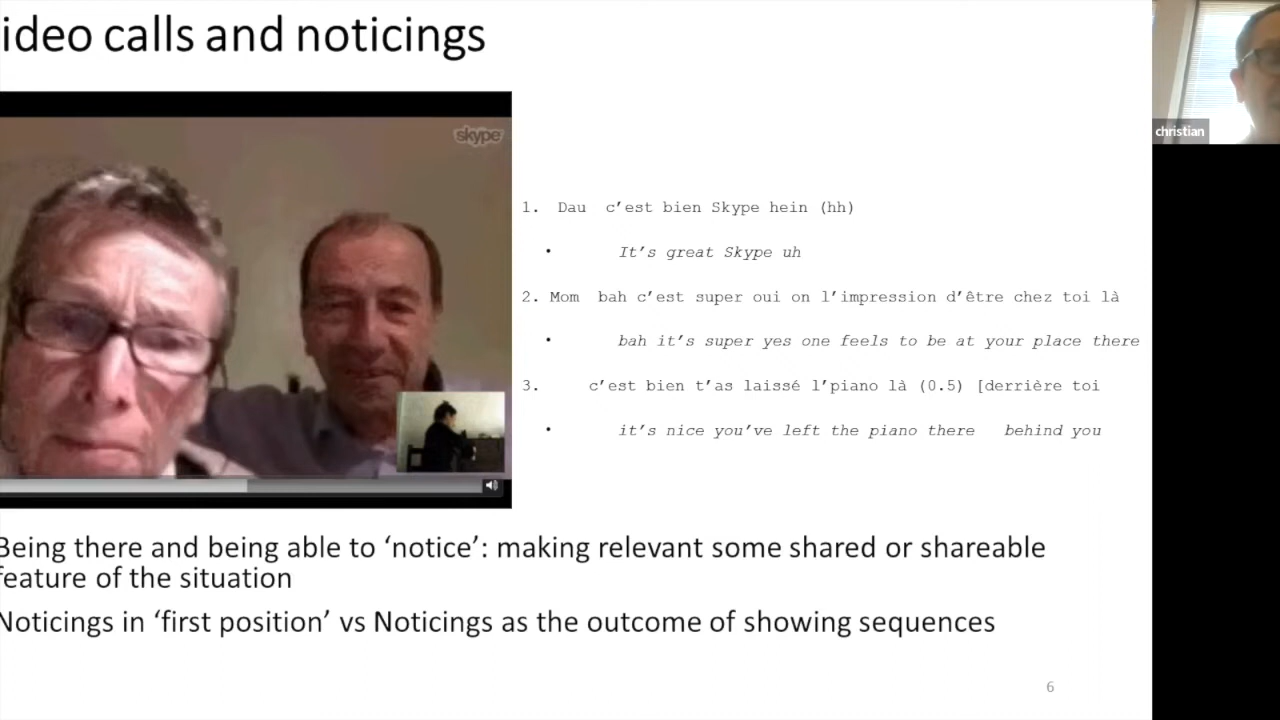 ideo calls and noticings
skype
christian
1. Dau c’est bien Skype hein (hh)
• It’s great Skype uh
2. Mom bah c’est super oui on l’impression d’être chez toi là
• bah it’s super yes one feels to be at your place there
3. c’est bien t’as laissé l’piano là (0.5) [derrière toi
• it’s nice you’ve left the piano there behind you
Being there and being able to ‘notice’: making relevant some shared or shareable
feature of the situation
Noticings in ‘first position’ vs Noticings as the outcome of showing sequences
6